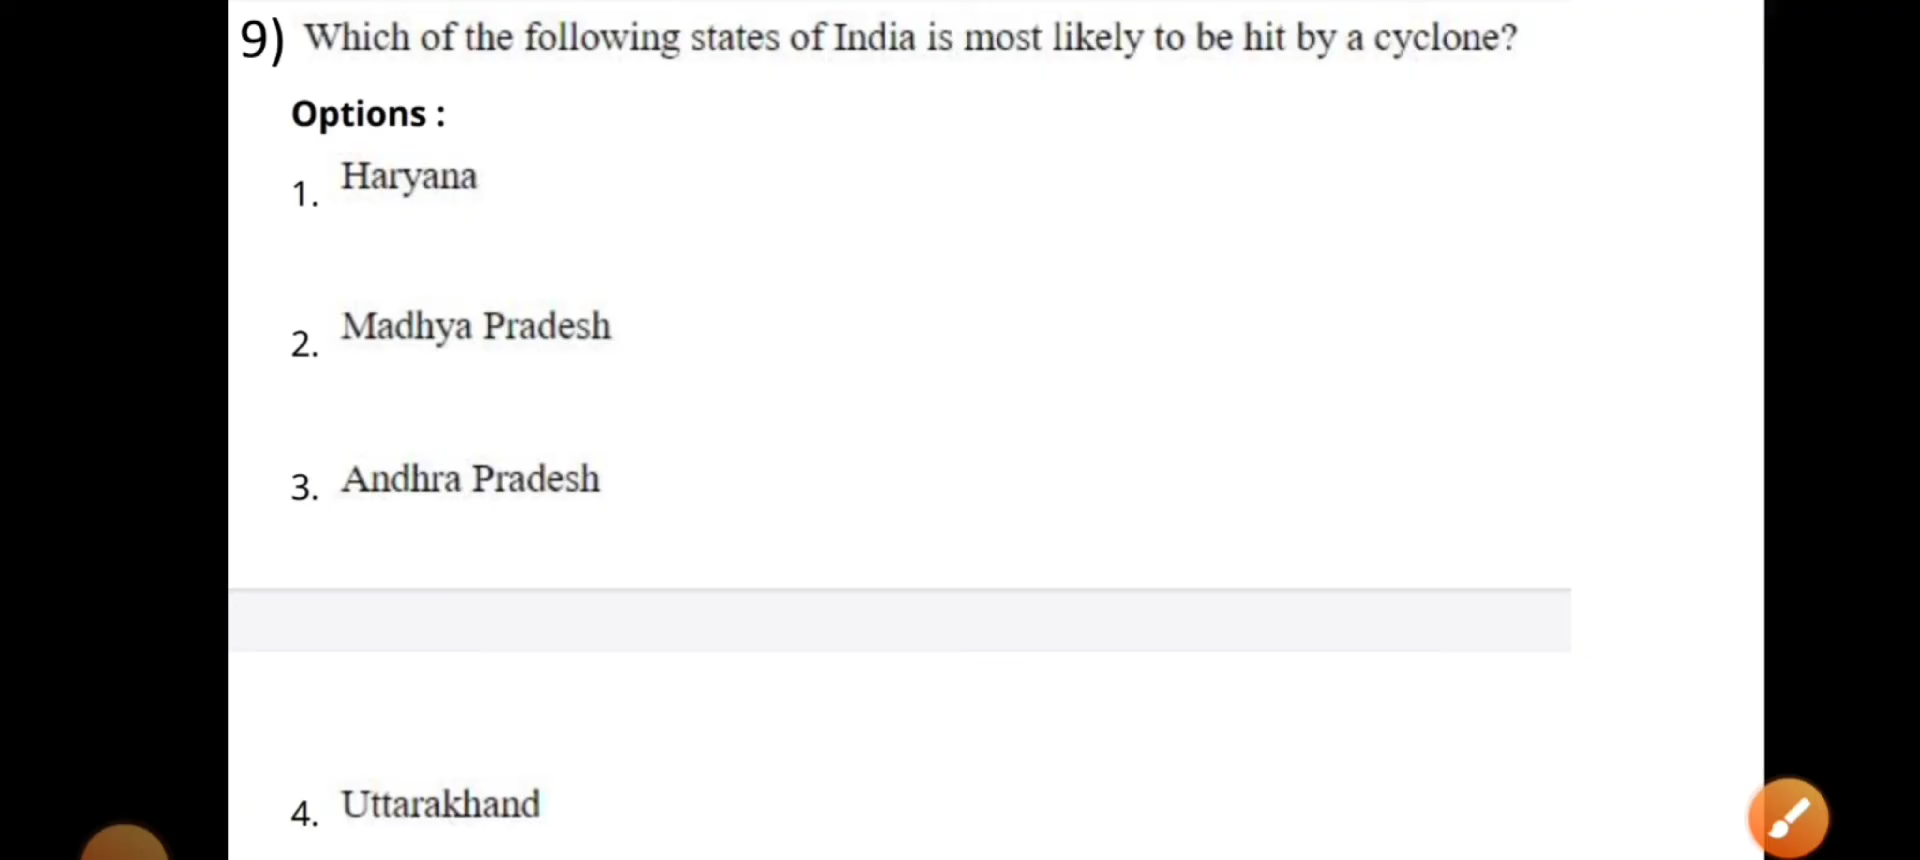 9) Which of the following states of India is most likely to be hit by a cyclone?
Options :
1. Haryana
2. Madhya Pradesh
3. Andhra Pradesh
4. Uttarakhand